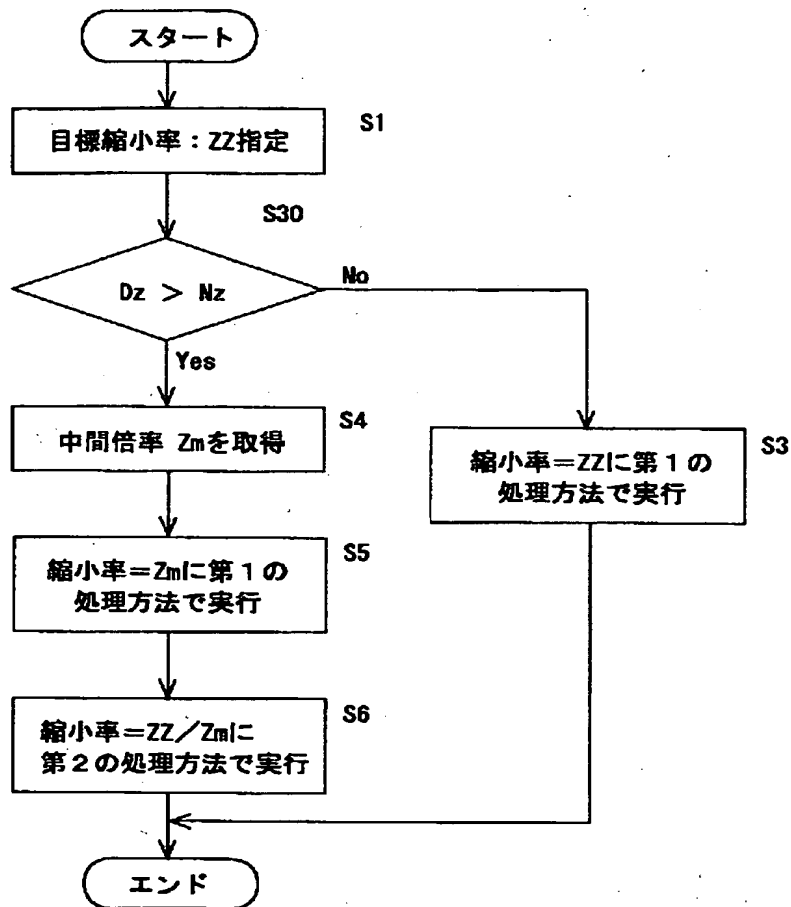 スタート
S1
目標縮小率：ZZ指定
S30
Dz > Nz
No
Yes
S4
中間倍率 Zmを取得
S3
縮小率＝ZZに第１の
処理方法で実行
S5
縮小率＝Zmに第１の
処理方法で実行
S6
縮小率＝ZZ／Zmに
第２の処理方法で実行
エンド